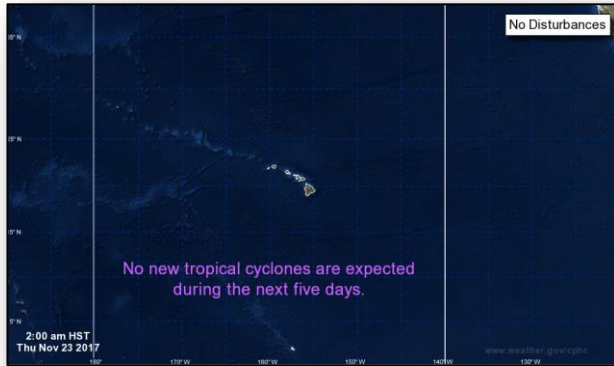 No Disturbances
35° N
25° N
15° N
No new tropical cyclones are expected
during the next five days.
5° N
2:00 am HST
Thu Nov 23 2017
www.weather.gov/cphc
180°
170°W
160°W
150°W
140°W
130°W